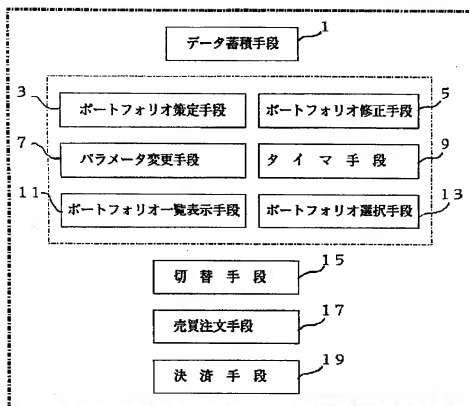 データ蓄積手段
1
3
ポートフォリオ策定手段
ポートフォリオ修正手段
5
7
パラメータ変更手段
タイマ手段
9
11
ポートフォリオ一覧表示手段
ポートフォリオ選択手段
13
切替手段
15
売買注文手段
17
決済手段
19